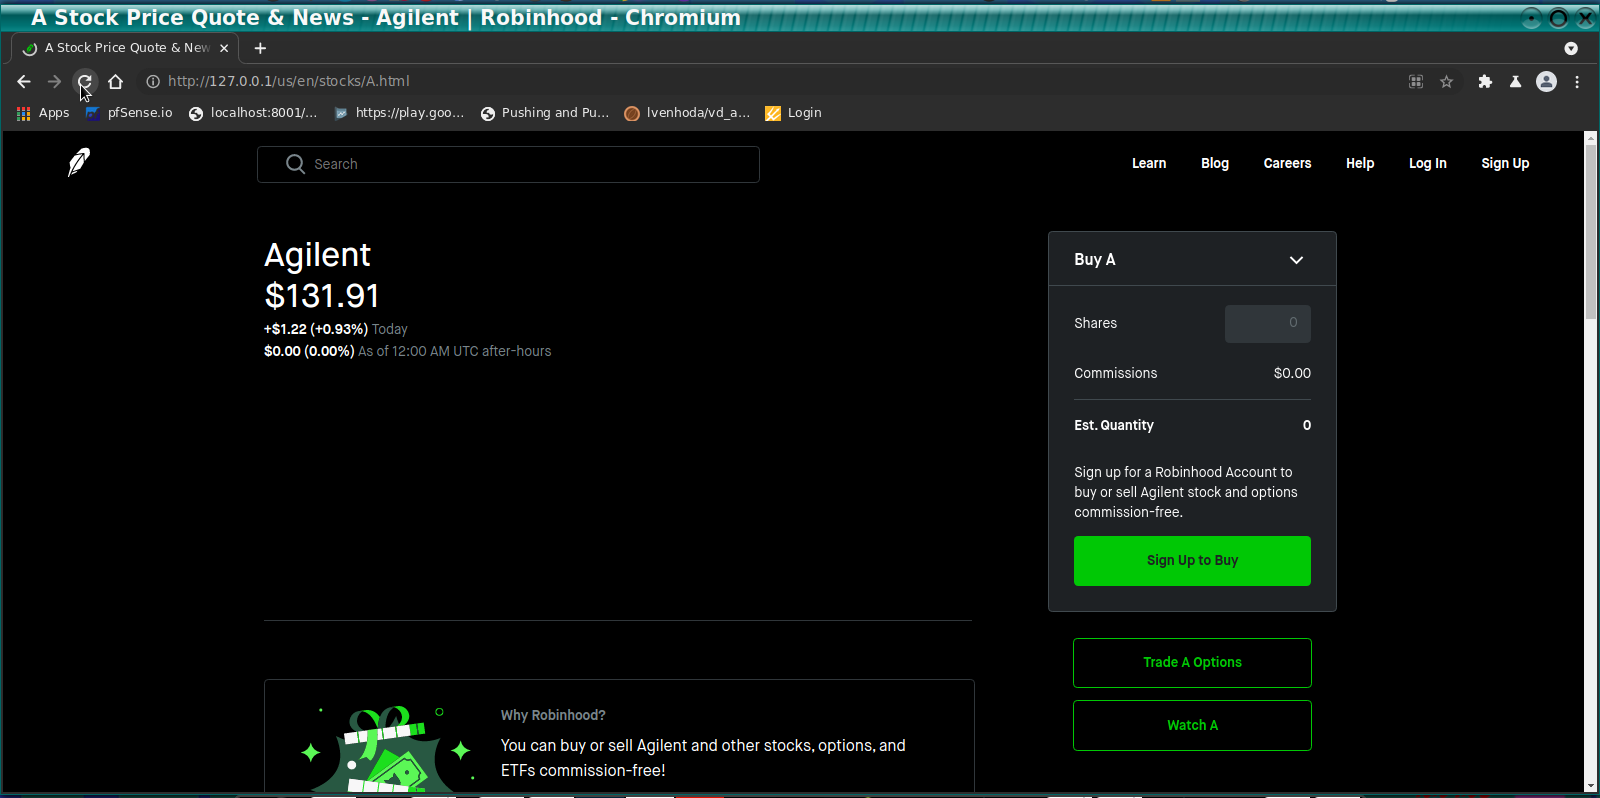 A Stock Price Quote & News - Agilent | Robinhood - Chromium
A Stock Price Quote & New
http://127.0.0.1/us/en/stocks/A.html
Apps
pfSense.io
localhost:8001/...
https://play.goo...
Pushing and Pu...
lvenhoda/vd_a...
Login
Search
Learn
Blog
Careers
Help
Log In
Sign Up
Agilent
$131.91
+$1.22 (+0.93%) Today
$0.00 (0.00%) As of 12:00 AM UTC after-hours
Buy A
Shares
0
Commissions
$0.00
Est. Quantity
0
Sign up for a Robinhood Account to
buy or sell Agilent stock and options
commission-free.
Sign Up to Buy
Trade A Options
Watch A
Why Robinhood?
You can buy or sell Agilent and other stocks, options, and
ETFs commission-free!